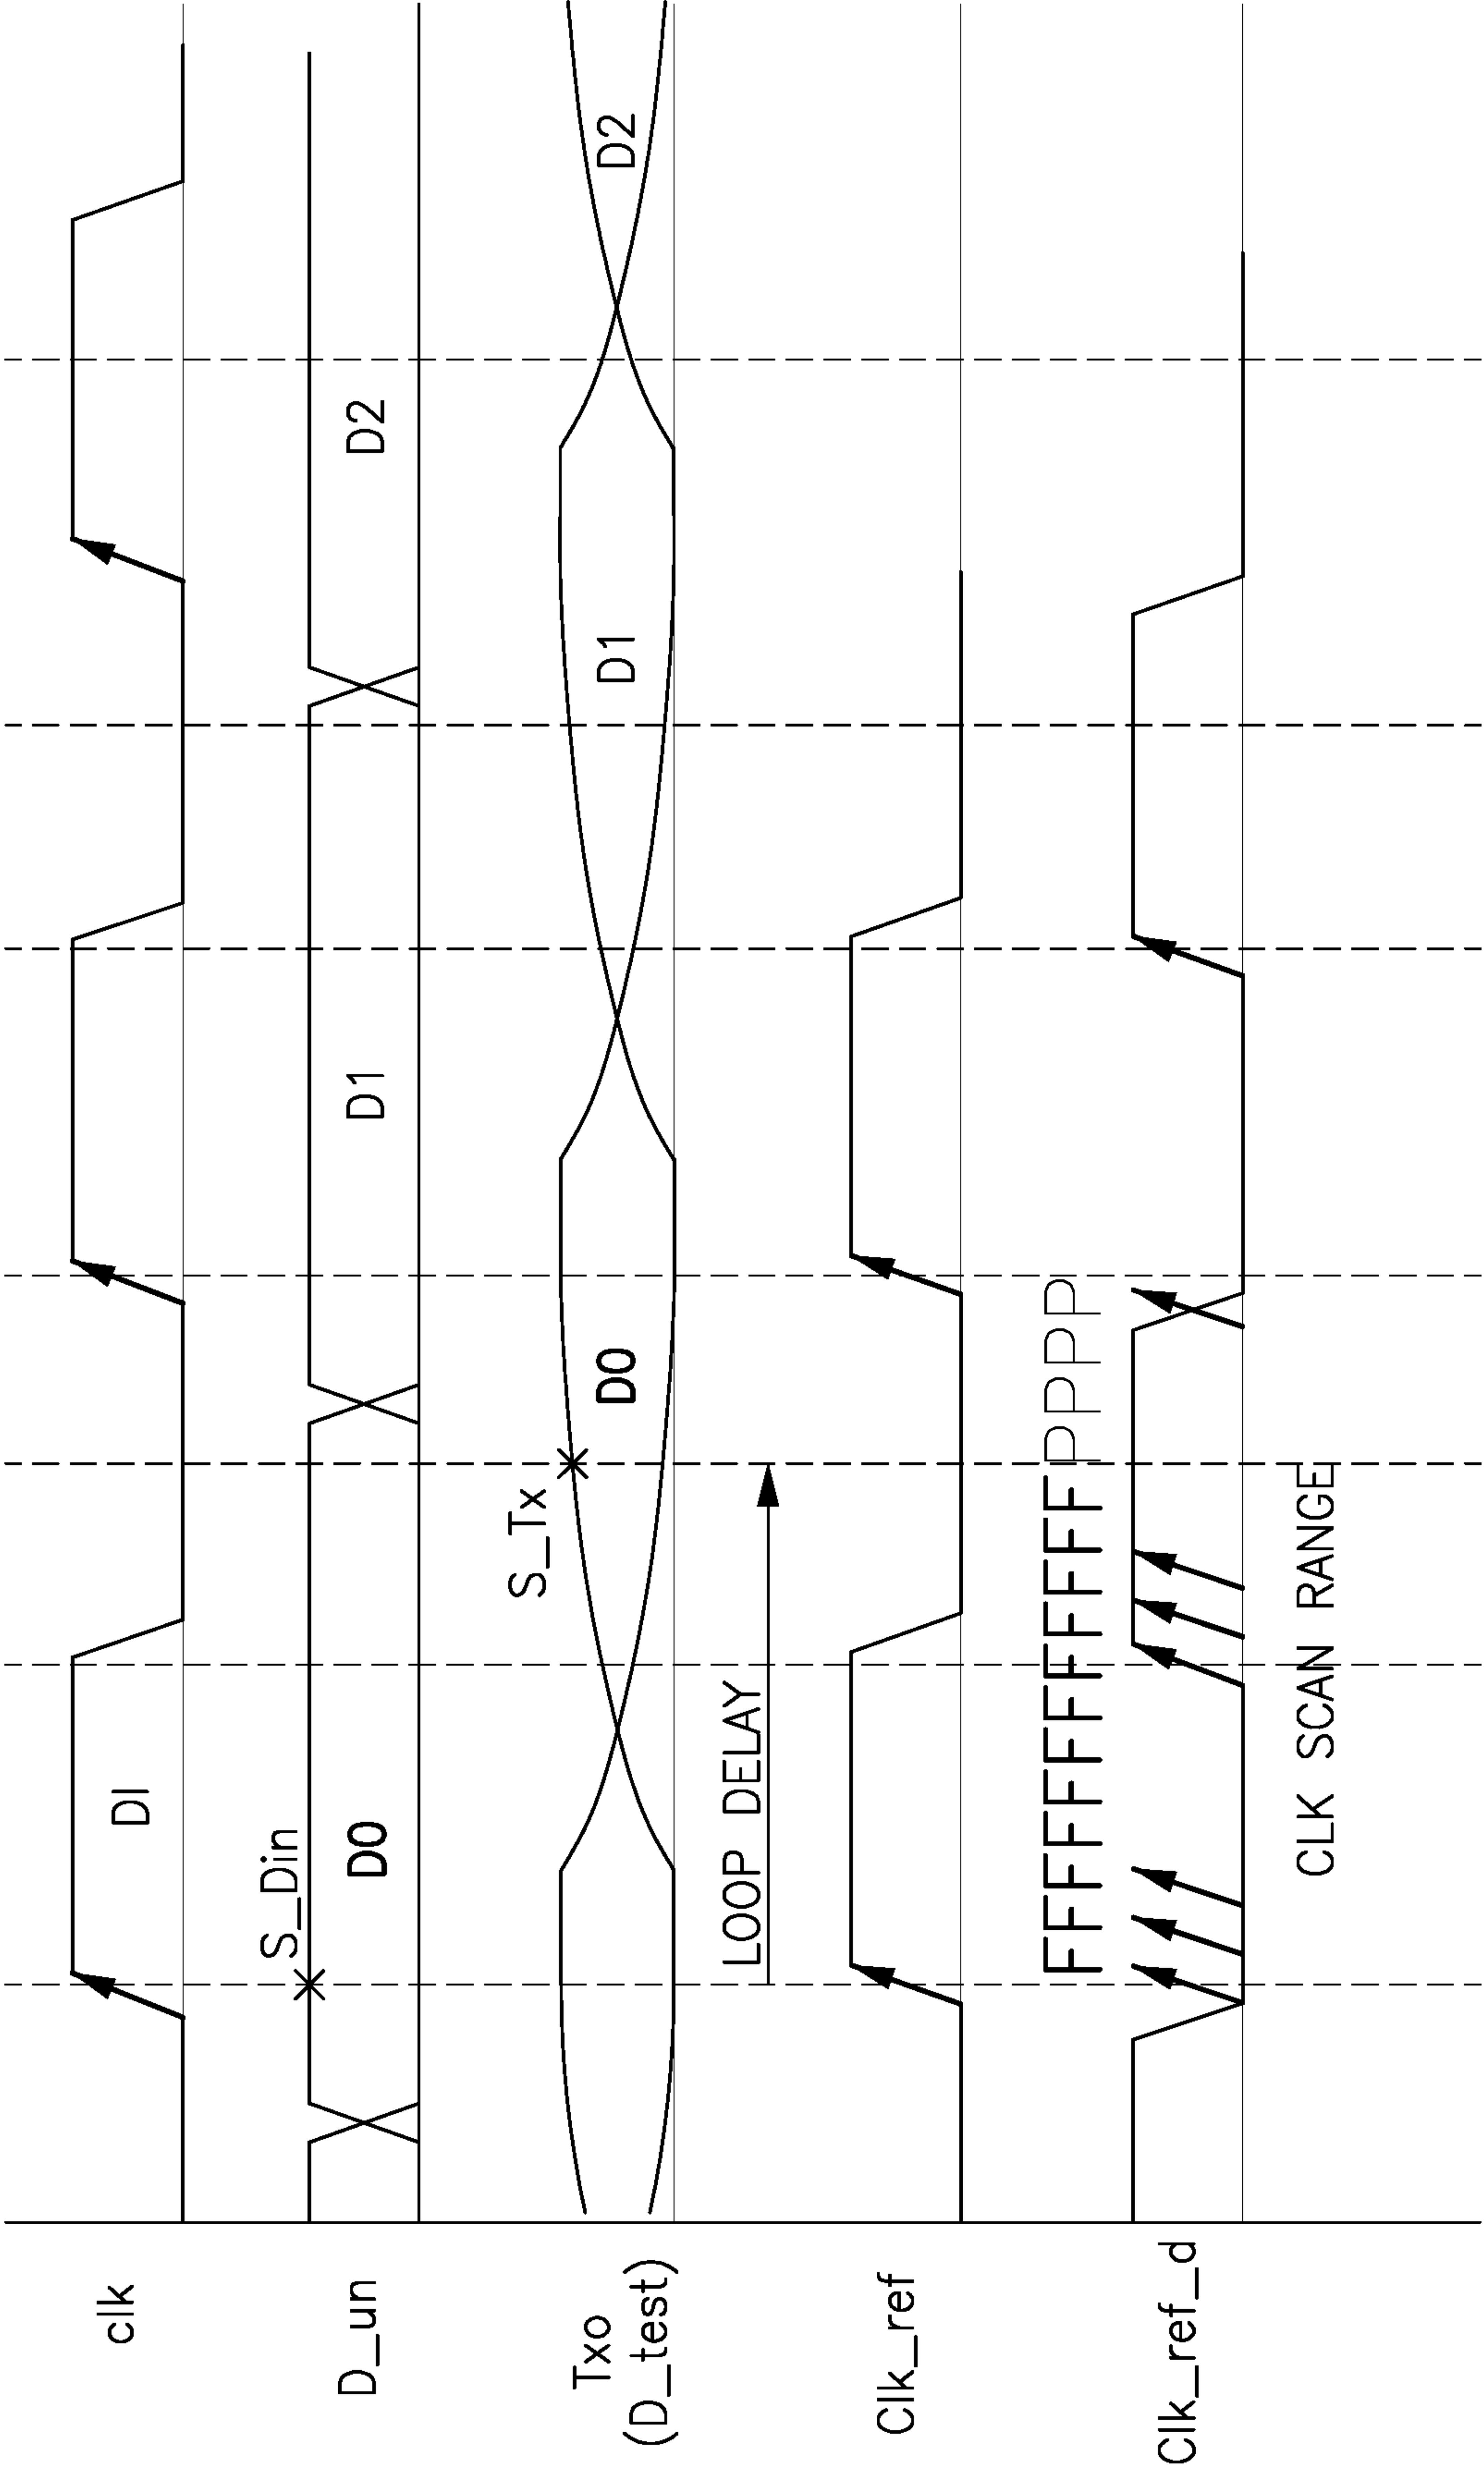 clk
DI
S_Din
D_un
D0
D1
D2
S_Tx
Txo
(D_test)
D0
D1
D2
LOOP DELAY
Clk_ref
FFFFFFFFFFFFPPPP
Clk_ref_d
CLK SCAN RANGE